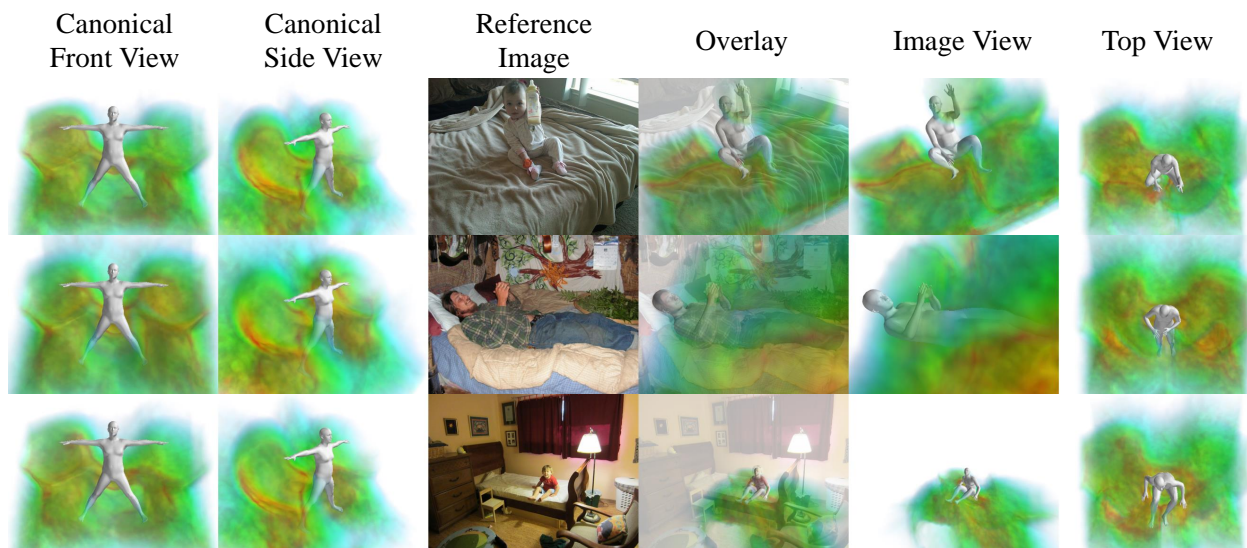 Canonical
Front View
Canonical
Side View
Reference
Image
Overlay
Image View
Top View